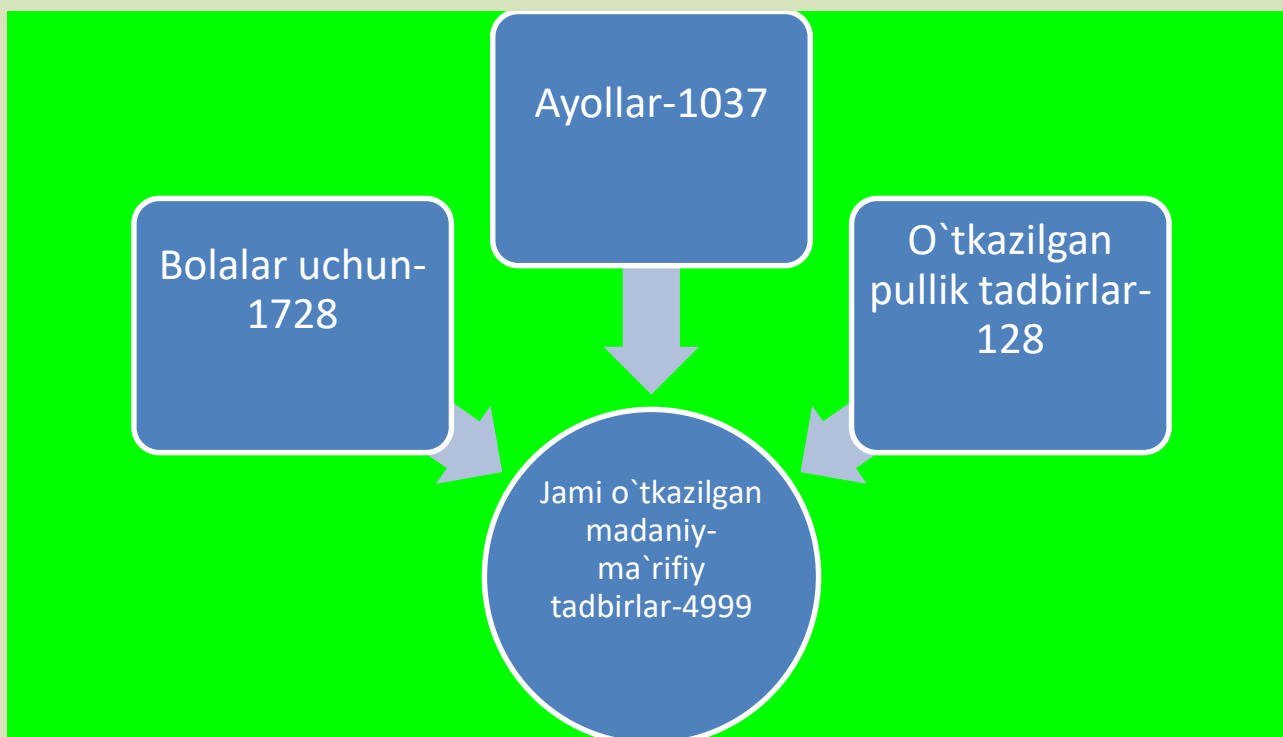 Ayollar-1037
Bolalar uchun-
1728
O`tkazilgan
pullik tadbirlar-
128
Jami o`tkazilgan
madaniy-
ma`rifiy
tadbirlar-4999